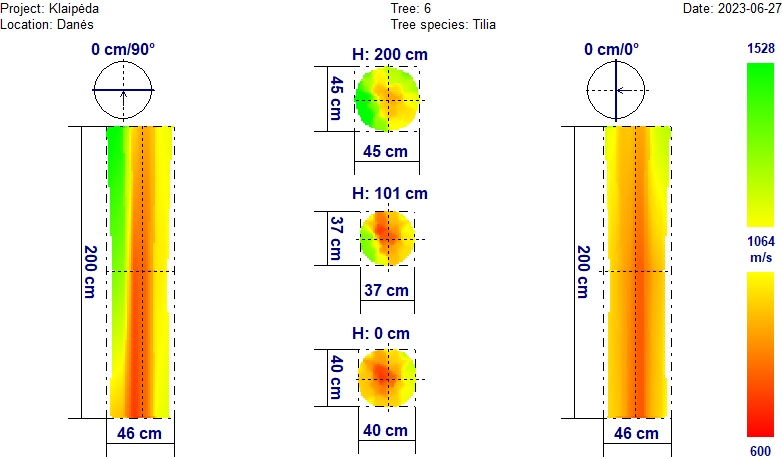 Project: Klaipėda Tree: 6 Date: 2023-06-27
Location: Danės Tree species: Tilia
0 cm/90°
H: 200 cm
0 cm/0°
1528
45 cm
45 cm
H: 101 cm
37 cm
37 cm
1064
m/s
200 cm
200 cm
H: 0 cm
40 cm
40 cm
46 cm
46 cm
600